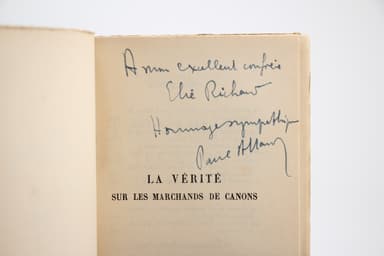 A mon excellent confrère
Elie Richard
Hommage sympathique
Paul Allard
LA VÉRITÉ
SUR LES MARCHANDS DE CANONS